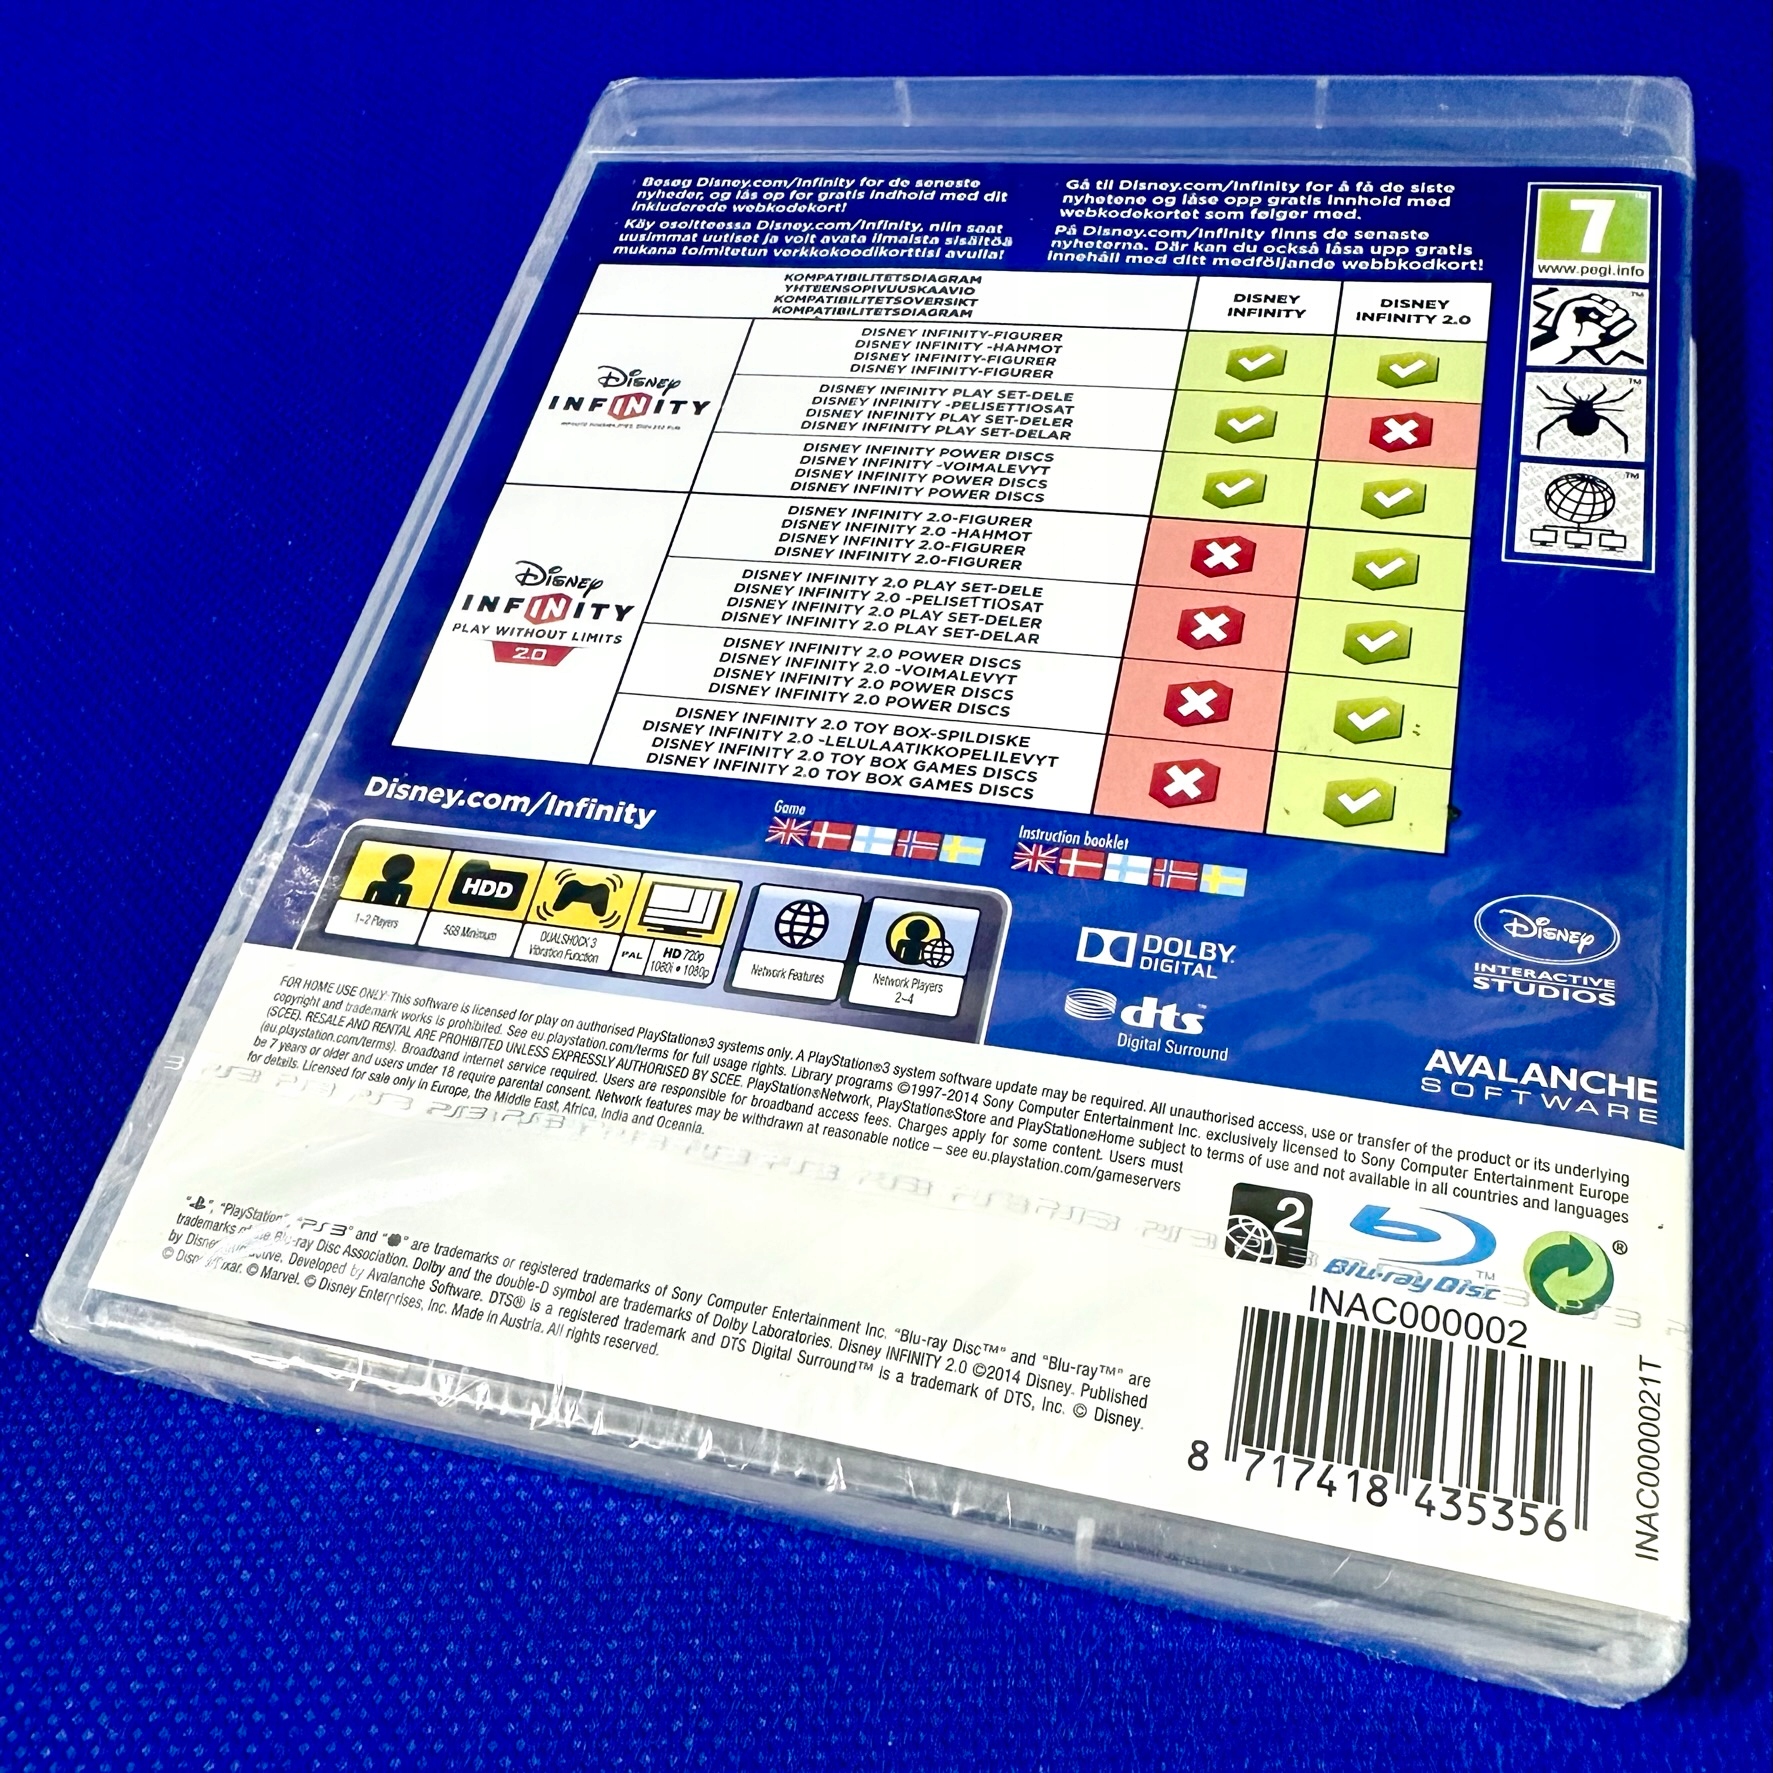 Besøg Disney.com/Infinity for de seneste
nyheder, og lås op for gratis indhold med dit
inkluderede webkodekort!
Käy osoitteessa Disney.com/Infinity, niin saat
uusimmat uutiset ja voit avata ilmaista sisältöä
mukana toimitetun verkkokoodikorttisi avulla!
Gå til Disney.com/Infinity for å få de siste
nyhetene og låse opp gratis innhold med
webkodekortet som følger med.
På Disney.com/Infinity finns de senaste
nyheterna. Där kan du också låsa upp gratis
innehåll med ditt medföljande webbkodkort!
7
www.pegi.info
KOMPATIBILITETSDIAGRAM
YHTEENSOPIVUUSKAAVIO
KOMPATIBILITETSOVERSIKT
KOMPATIBILITETSDIAGRAM
DISNEY
INFINITY
DISNEY
INFINITY 2.0
Disney
INFINITY
DISNEY INFINITY-FIGURER
DISNEY INFINITY -HAHMOT
DISNEY INFINITY-FIGURER
DISNEY INFINITY-FIGURER
DISNEY INFINITY PLAY SET-DELE
DISNEY INFINITY -PELISETTIOSAT
DISNEY INFINITY PLAY SET-DELER
DISNEY INFINITY PLAY SET-DELAR
DISNEY INFINITY POWER DISCS
DISNEY INFINITY -VOIMALEVYT
DISNEY INFINITY POWER DISCS
DISNEY INFINITY POWER DISCS
Disney
INFINITY
PLAY WITHOUT LIMITS
2.0
DISNEY INFINITY 2.0-FIGURER
DISNEY INFINITY 2.0 -HAHMOT
DISNEY INFINITY 2.0-FIGURER
DISNEY INFINITY 2.0-FIGURER
DISNEY INFINITY 2.0 PLAY SET-DELE
DISNEY INFINITY 2.0 -PELISETTIOSAT
DISNEY INFINITY 2.0 PLAY SET-DELER
DISNEY INFINITY 2.0 PLAY SET-DELAR
DISNEY INFINITY 2.0 POWER DISCS
DISNEY INFINITY 2.0 -VOIMALEVYT
DISNEY INFINITY 2.0 POWER DISCS
DISNEY INFINITY 2.0 POWER DISCS
DISNEY INFINITY 2.0 TOY BOX-SPILDISKE
DISNEY INFINITY 2.0 -LELULAATIKKOPELILEVYT
DISNEY INFINITY 2.0 TOY BOX GAMES DISCS
DISNEY INFINITY 2.0 TOY BOX GAMES DISCS
Disney.com/Infinity
Game
Instruction booklet
HDD
1-2 Players
5GB Minimum
DUALSHOCK 3
Vibration Function
PAL
HD 720p
1080i • 1080p
Network Features
Network Players
2-4
DOLBY
DIGITAL
dts
Digital Surround
Disney
INTERACTIVE
STUDIOS
AVALANCHE
SOFTWARE
FOR HOME USE ONLY: This software is licensed for play on authorised PlayStation®3 systems only. A PlayStation®3 system software update may be required. All unauthorised access, use or transfer of the product or its underlying
copyright and trademark works is prohibited. See eu.playstation.com/terms for full usage rights. Library programs ©1997-2014 Sony Computer Entertainment Inc. exclusively licensed to Sony Computer Entertainment Europe
(SCEE). RESALE AND RENTAL ARE PROHIBITED UNLESS EXPRESSLY AUTHORISED BY SCEE. PlayStation®Network, PlayStation®Store and PlayStation®Home subject to terms of use and not available in all countries and languages
(eu.playstation.com/terms). Broadband internet service required. Users are responsible for broadband access fees. Charges apply for some content. Users must
be 7 years or older and users under 18 require parental consent. Network features may be withdrawn at reasonable notice – see eu.playstation.com/gameservers
for details. Licensed for sale only in Europe, the Middle East, Africa, India and Oceania.
"PlayStation", "PS3" and " " are trademarks or registered trademarks of Sony Computer Entertainment Inc. "Blu-ray Disc™" and "Blu-ray™" are
trademarks of the Blu-ray Disc Association. Dolby and the double-D symbol are trademarks of Dolby Laboratories. Disney INFINITY 2.0 ©2014 Disney. Published
by Disney Interactive. Developed by Avalanche Software. DTS® is a registered trademark and DTS Digital Surround™ is a trademark of DTS, Inc. © Disney.
© Disney/Pixar. © Marvel. © Disney Enterprises, Inc. Made in Austria. All rights reserved.
2
Blu-ray Disc™
®
INAC000002
8 717418 435356
INAC0000021T